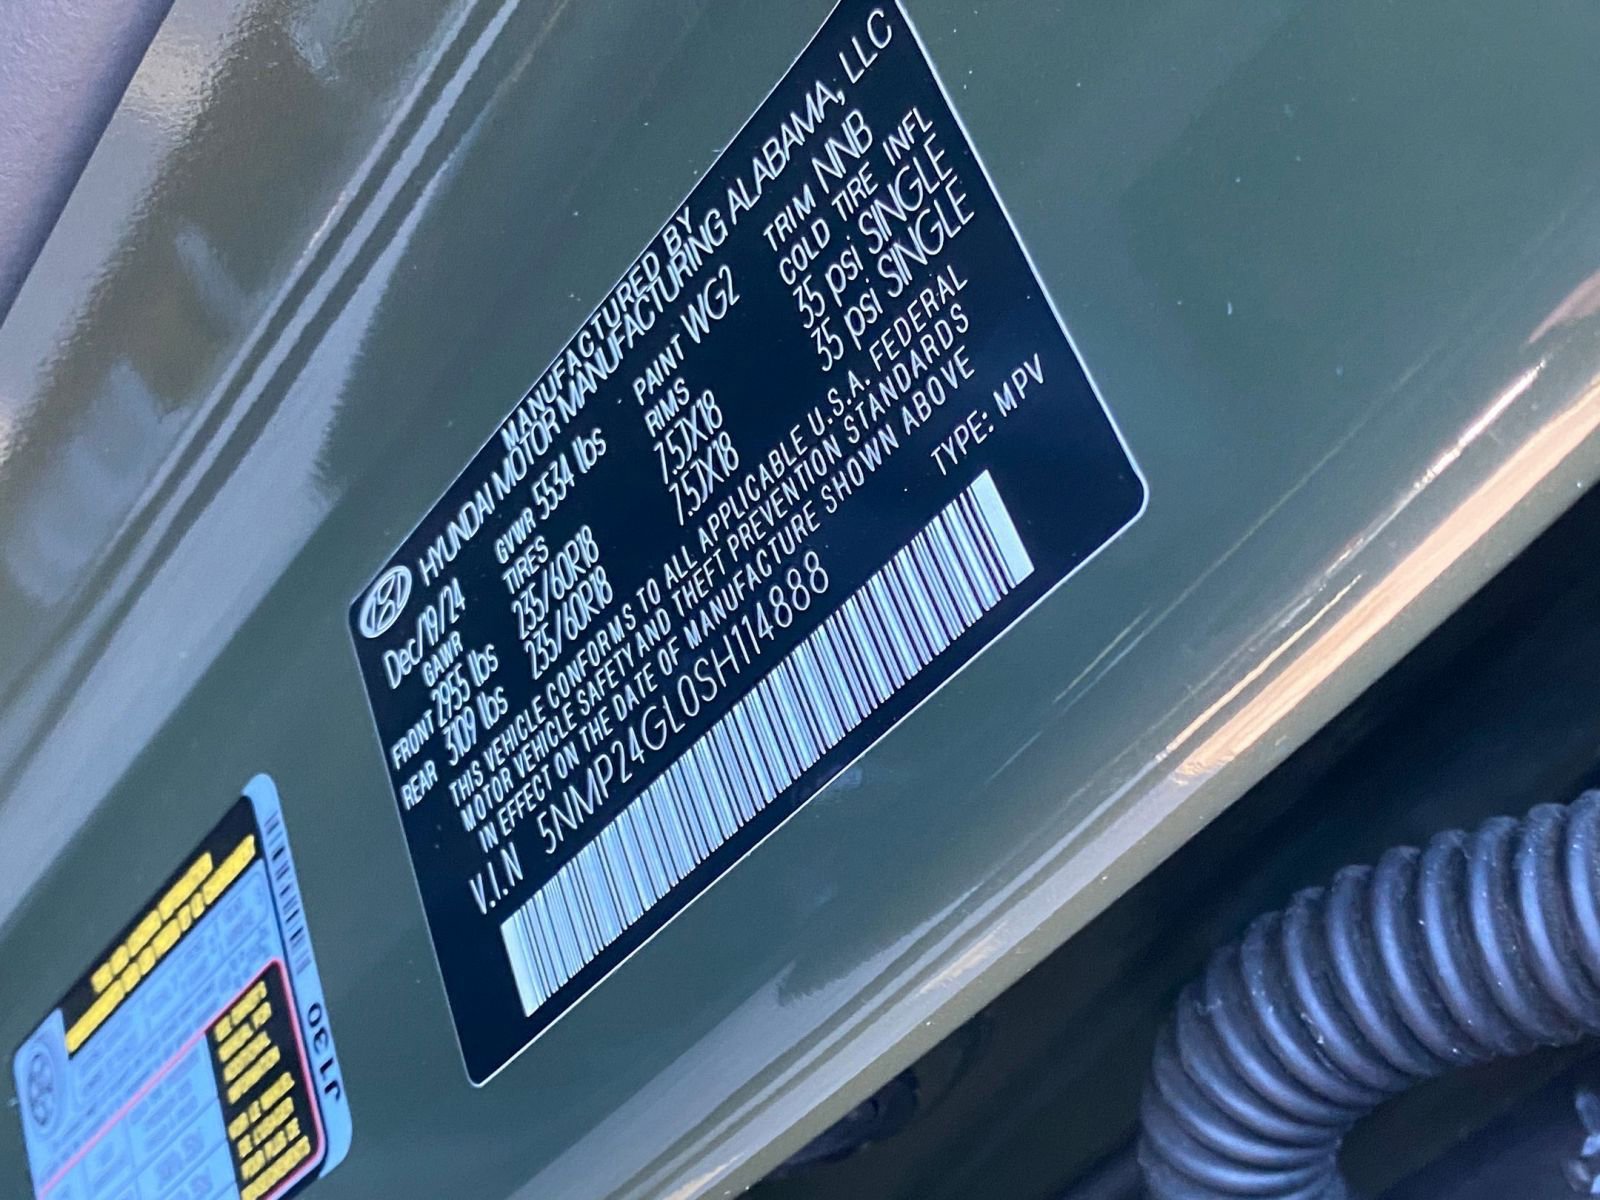 MANUFACTURED BY
HYUNDAI MOTOR MANUFACTURING ALABAMA, LLC
Dec/19/24 GVWR 5534 lbs PAINT WG2 TRIM NNB
GAWR TIRES RIMS COLD TIRE INFL
FRONT 2955 lbs 235/60R18 7.5JX18 35 psi SINGLE
REAR 3109 lbs 235/60R18 7.5JX18 35 psi SINGLE
THIS VEHICLE CONFORMS TO ALL APPLICABLE U.S.A. FEDERAL
MOTOR VEHICLE SAFETY AND THEFT PREVENTION STANDARDS
IN EFFECT ON THE DATE OF MANUFACTURE SHOWN ABOVE
V.I.N 5NMP24GL0SH114888 TYPE: MPV
J130